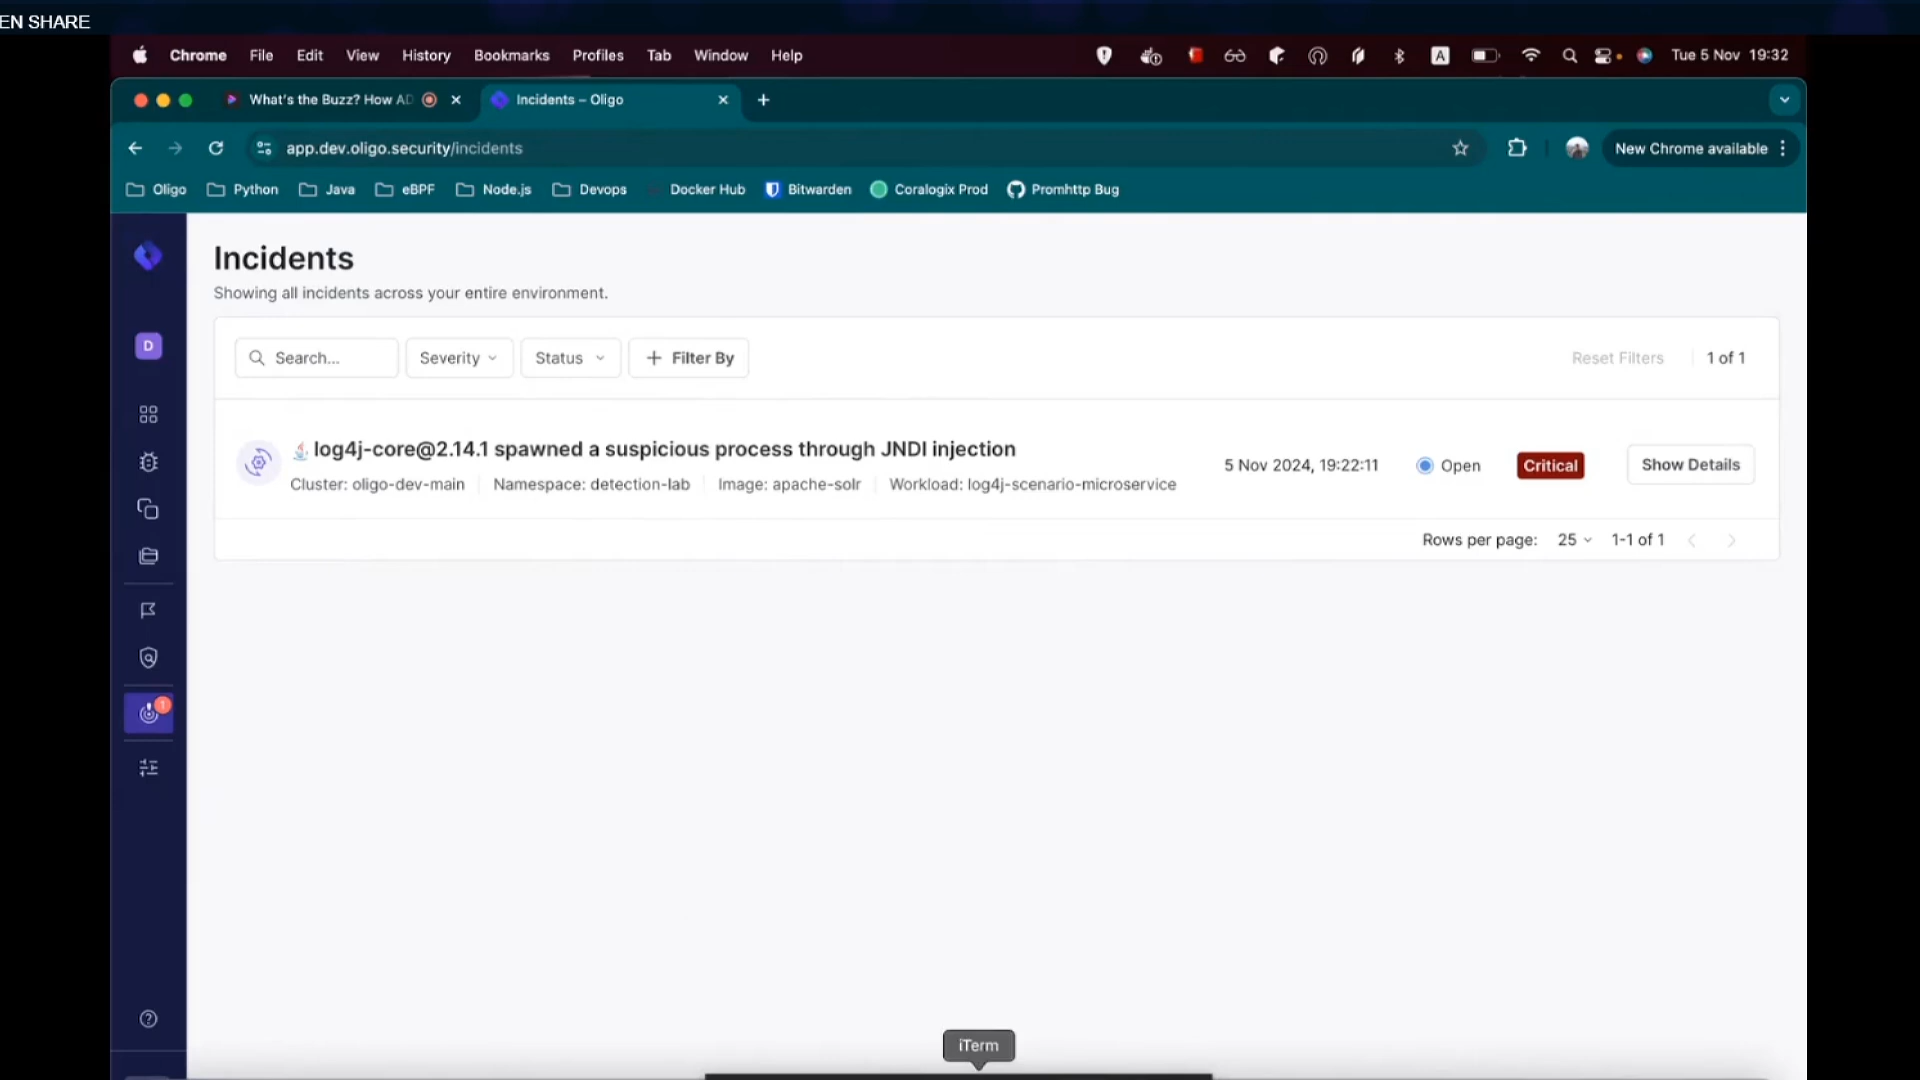 EN SHARE
Chrome File Edit View History Bookmarks Profiles Tab Window Help A Tue 5 Nov 19:32
What's the Buzz? How AD Incidents – Oligo
app.dev.oligo.security/incidents New Chrome available
Oligo Python Java eBPF Node.js Devops Docker Hub Bitwarden Coralogix Prod Promhttp Bug
Incidents
Showing all incidents across your entire environment.
D
Search... Severity Status Filter By Reset Filters 1 of 1
log4j-core@2.14.1 spawned a suspicious process through JNDI injection
Cluster: oligo-dev-main Namespace: detection-lab Image: apache-solr Workload: log4j-scenario-microservice
5 Nov 2024, 19:22:11 Open Critical Show Details
Rows per page: 25 1-1 of 1
1
iTerm